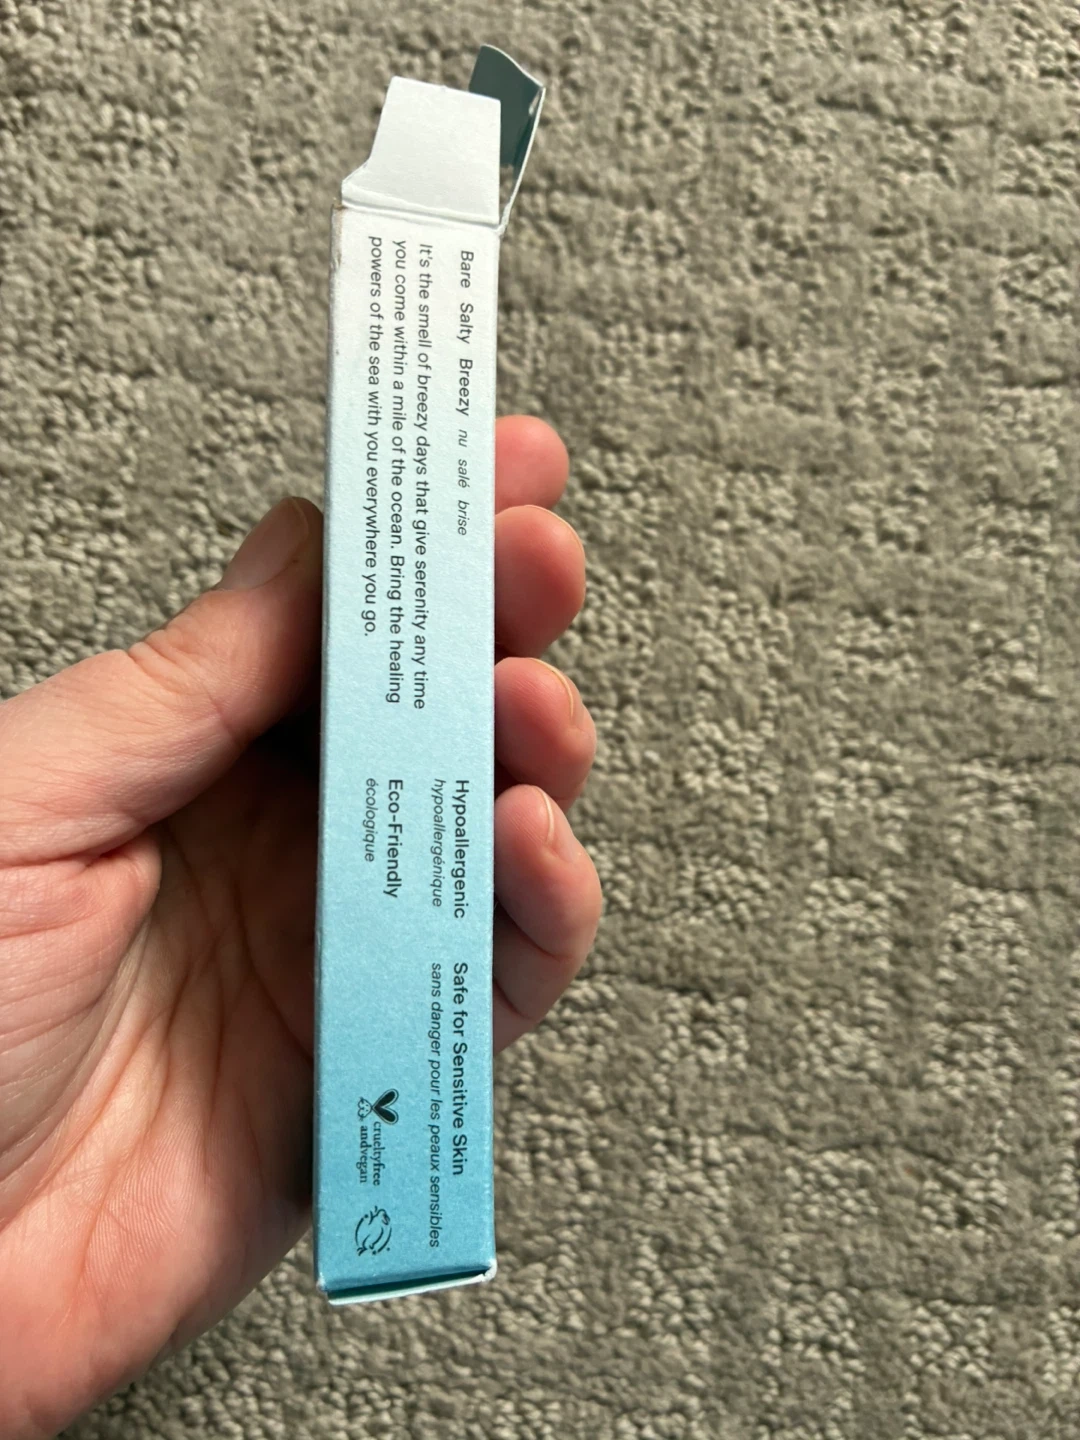 Bare Salty Breezy nu salé brise
It's the smell of breezy days that give serenity any time
you come within a mile of the ocean. Bring the healing
powers of the sea with you everywhere you go.
Hypoallergenic
hypoallergénique
Eco-Friendly
écologique
Safe for Sensitive Skin
sans danger pour les peaux sensibles
crueltyfree
andvegan